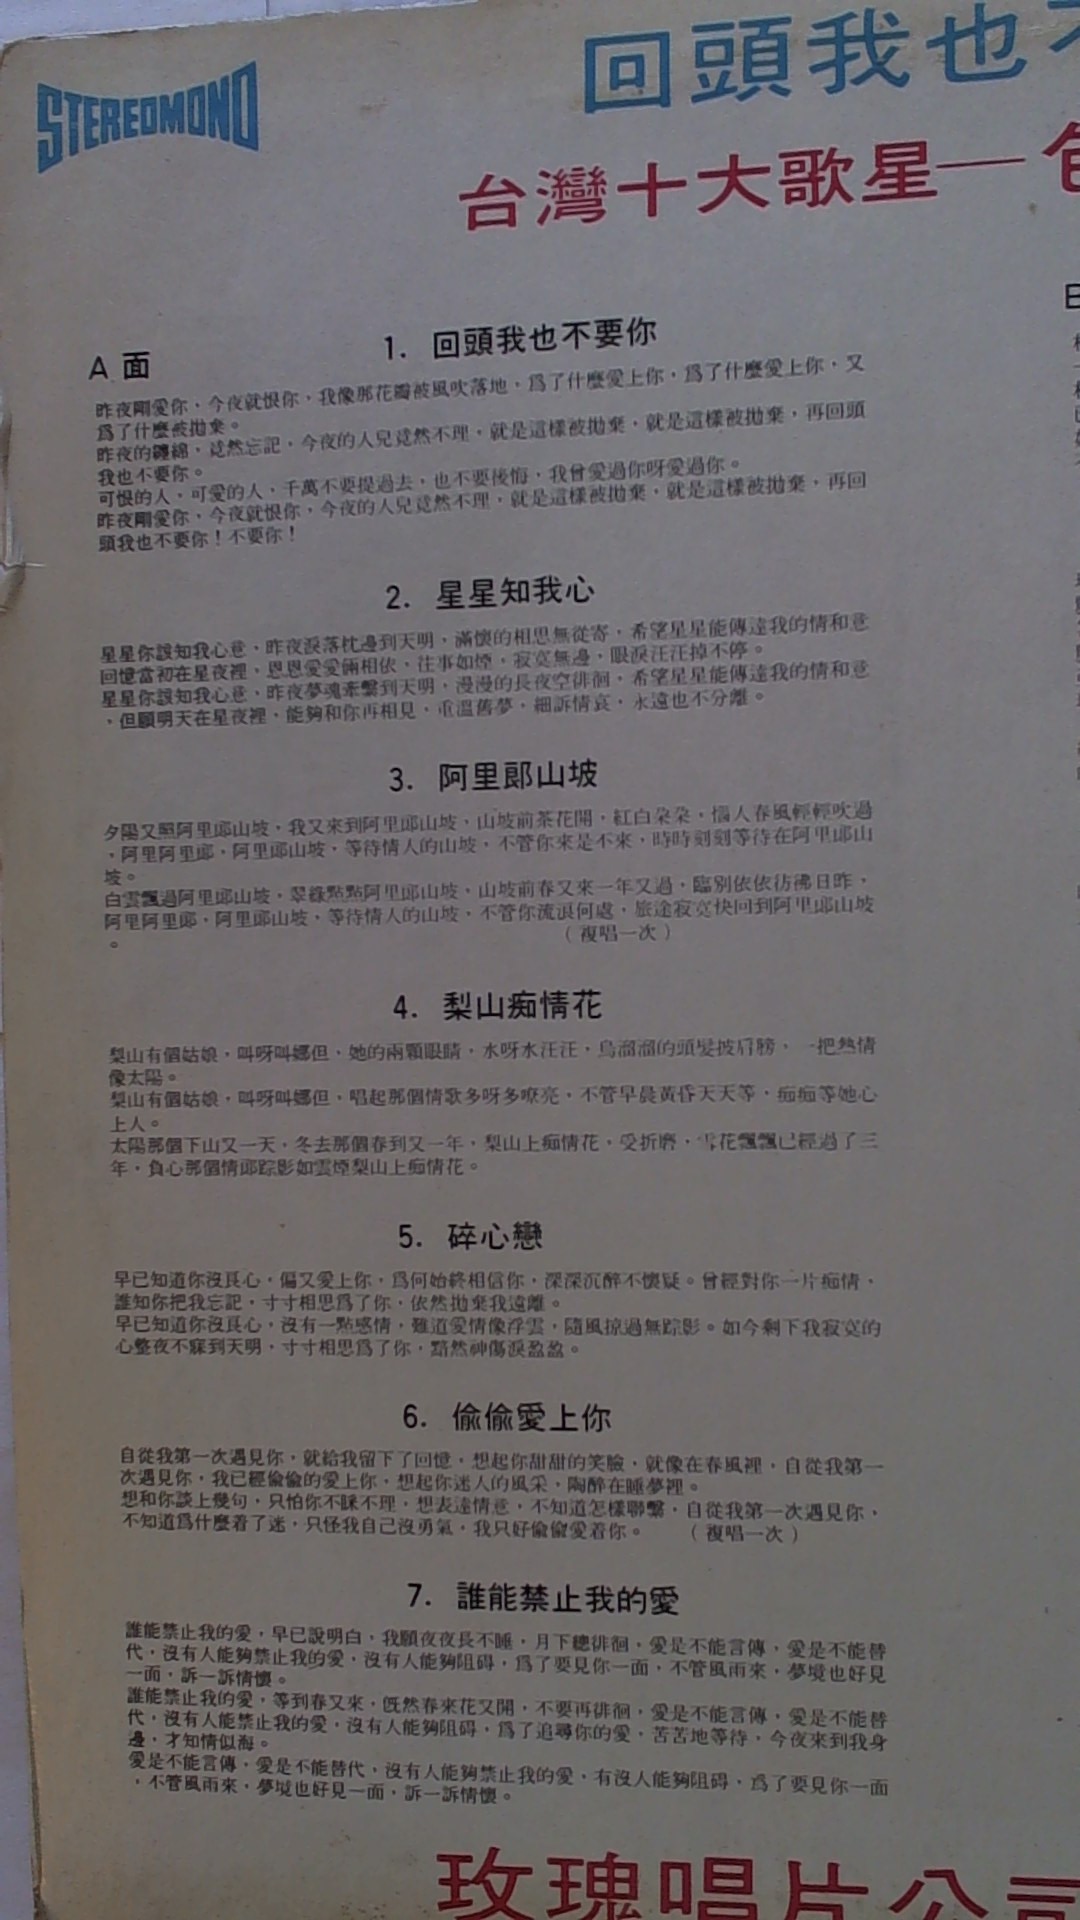 STEREOMONO
回頭我也
台灣十大歌星—
A 面
1. 回頭我也不要你
昨夜剛愛你，今夜就恨你，我像那花瓣被風吹落地，爲了什麼愛上你，爲了什麼愛上你，又
爲了什麼被拋棄。
昨夜的纏綿，竟然忘記，今夜的人兒竟然不理，就是這樣被拋棄，就是這樣被拋棄，再回頭
我也不要你。
可恨的人，可愛的人，千萬不要提過去，也不要後悔，我曾愛過你呀愛過你。
昨夜剛愛你，今夜就恨你，今夜的人兒竟然不理，就是這樣被拋棄，就是這樣被拋棄，再回
頭我也不要你！不要你！
2. 星星知我心
星星你該知我心意，昨夜淚落枕邊到天明，滿懷的相思無從寄，希望星星能傳達我的情和意
回憶當初在星夜裡，恩恩愛愛倆相依，往事如煙，寂寞無邊，眼淚汪汪掉不停。
星星你該知我心意，昨夜夢魂牽繫到天明，漫漫的長夜空徘徊，希望星星能傳達我的情和意
，但願明天在星夜裡，能夠和你再相見，重溫舊夢，細訴情哀，永遠也不分離。
3. 阿里郎山坡
夕陽又照阿里郎山坡，我又來到阿里郎山坡，山坡前茶花開，紅白朵朵，惱人春風輕輕吹過
，阿里阿里郎，阿里郎山坡，等待情人的山坡，不管你來是不來，時時刻刻等待在阿里郎山
坡。
白雲飄過阿里郎山坡，翠綠點點阿里郎山坡，山坡前春又來一年又過，臨別依依彷彿日昨，
阿里阿里郎，阿里郎山坡，等待情人的山坡，不管你流浪何處，旅途寂寞快回到阿里郎山坡
。
（複唱一次）
4. 梨山痴情花
梨山有個姑娘，叫呀叫娜但，她的兩顆眼睛，水呀水汪汪，烏溜溜的頭髮披肩膀，一把熱情
像太陽。
梨山有個姑娘，叫呀叫娜但，唱起那個情歌多呀多嘹亮，不管早晨黃昏天天等，痴痴等她心
上人。
太陽那個下山又一天，冬去那個春到又一年，梨山上痴情花，受折磨，雪花飄飄已經過了三
年，負心那個情郎踪影如雲煙梨山上痴情花。
5. 碎心戀
早已知道你沒良心，偏又愛上你，爲何始終相信你，深深沉醉不懷疑。曾經對你一片痴情，
誰知你把我忘記，寸寸相思爲了你，依然拋棄我遠離。
早已知道你沒良心，沒有一點感情，難道愛情像浮雲，隨風掠過無踪影。如今剩下我寂寞的
心整夜不寐到天明，寸寸相思爲了你，黯然神傷淚盈盈。
6. 偷偷愛上你
自從我第一次遇見你，就給我留下了回憶，想起你甜甜的笑臉，就像在春風裡，自從我第一
次遇見你，我已經偷偷的愛上你，想起你迷人的風采，陶醉在睡夢裡。
想和你談上幾句，只怕你不睬不理，想表達情意，不知道怎樣聯繫，自從我第一次遇見你，
不知道爲什麼着了迷，只怪我自己沒勇氣，我只好偷偷愛着你。　（複唱一次）
7. 誰能禁止我的愛
誰能禁止我的愛，早已說明白，我願夜夜長不睡，月下總徘徊，愛是不能言傳，愛是不能替
代，沒有人能夠禁止我的愛，沒有人能夠阻碍，爲了要見你一面，不管風雨來，夢境也好見
一面，訴一訴情懷。
誰能禁止我的愛，等到春又來，旣然春來花又開，不要再徘徊，愛是不能言傳，愛是不能替
代，沒有人能禁止我的愛，沒有人能夠阻碍，爲了追尋你的愛，苦苦地等待，今夜來到我身
邊，才知情似海。
愛是不能言傳，愛是不能替代，沒有人能夠禁止我的愛，有沒人能夠阻碍，爲了要見你一面
，不管風雨來，夢境也好見一面，訴一訴情懷。
玫瑰唱片公司